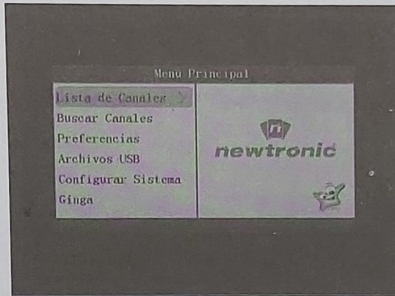 Menú Principal
Lista de Canales >
Buscar Canales
Preferencias
Archivos USB
Configurar Sistema
Ginga
n
newtronic